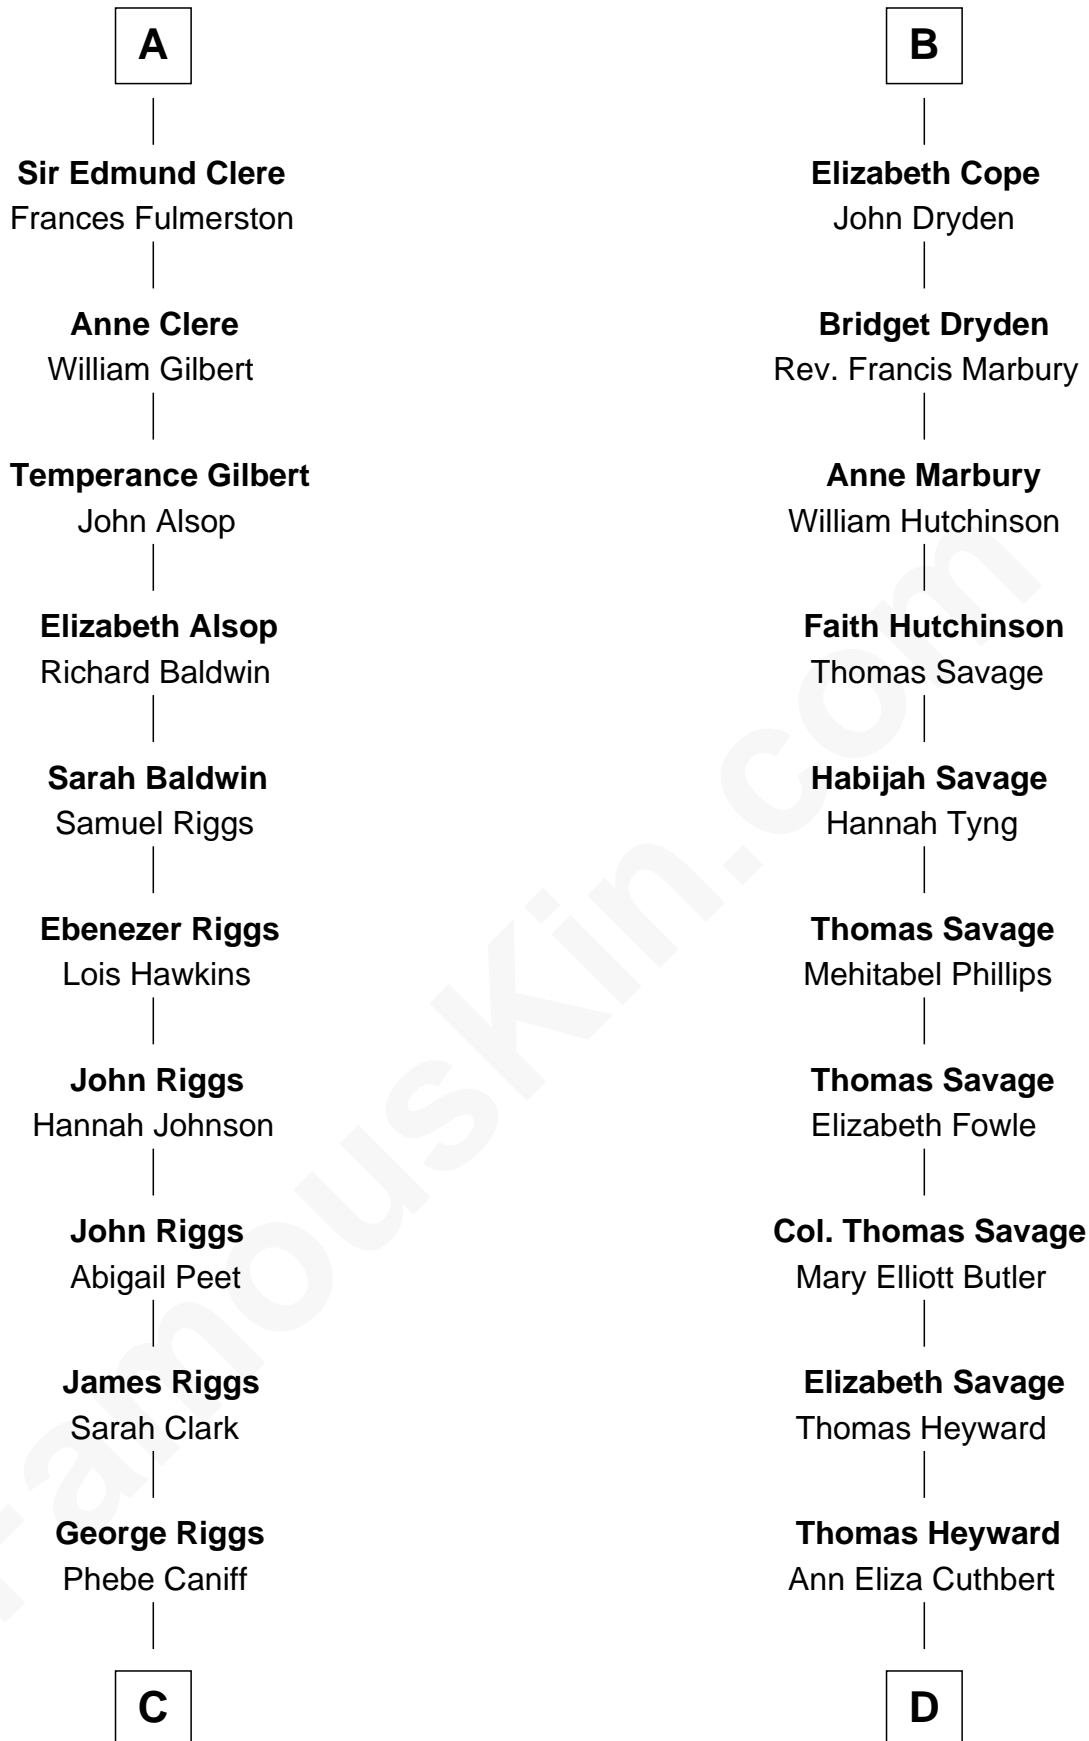 A
Sir Edmund Clere
Frances Fulmerston
Anne Clere
William Gilbert
Temperance Gilbert
John Alsop
Elizabeth Alsop
Richard Baldwin
Sarah Baldwin
Samuel Riggs
Ebenezer Riggs
Lois Hawkins
John Riggs
Hannah Johnson
John Riggs
Abigail Peet
James Riggs
Sarah Clark
George Riggs
Phebe Caniff
C
B
Elizabeth Cope
John Dryden
Bridget Dryden
Rev. Francis Marbury
Anne Marbury
William Hutchinson
Faith Hutchinson
Thomas Savage
Habijah Savage
Hannah Tyng
Thomas Savage
Mehitabel Phillips
Thomas Savage
Elizabeth Fowle
Col. Thomas Savage
Mary Elliott Butler
Elizabeth Savage
Thomas Heyward
Thomas Heyward
Ann Eliza Cuthbert
D
FamousKin.com